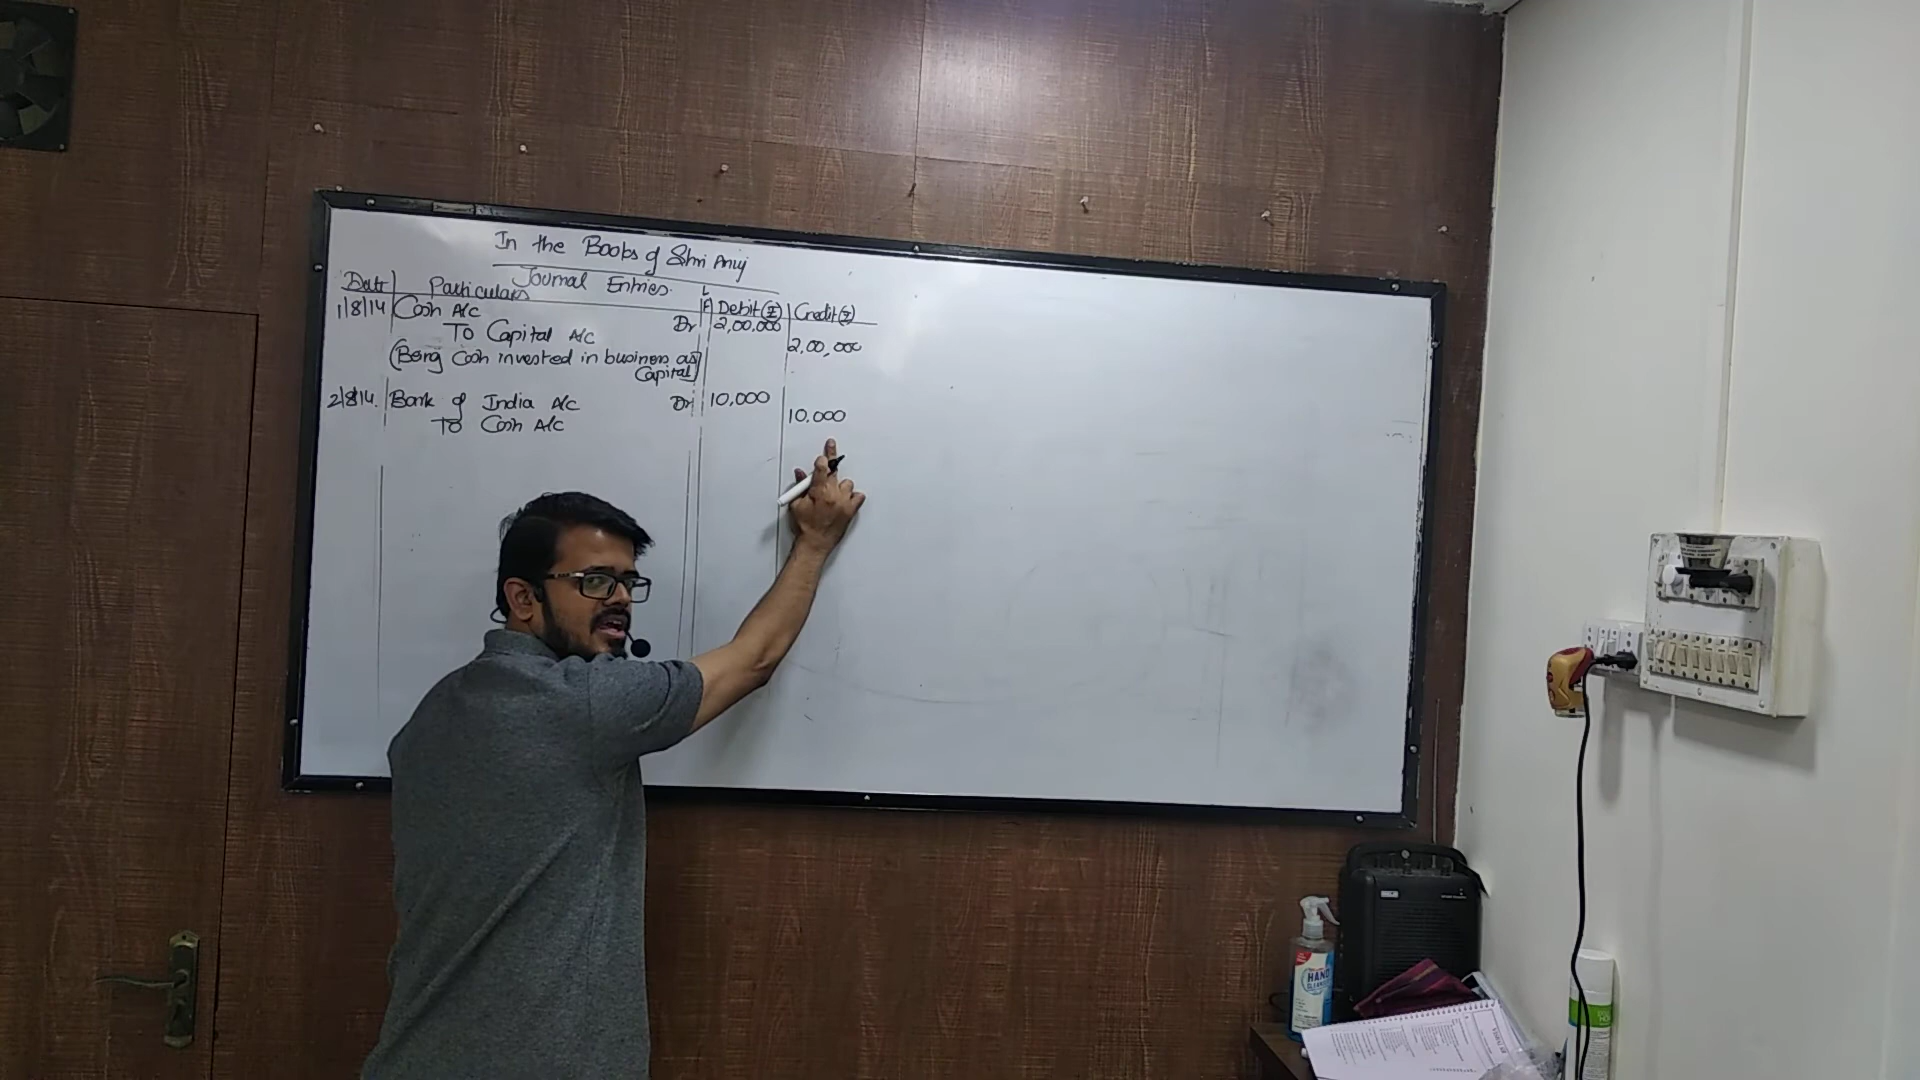 In the Books of Shri Anuj
Journal Entries.
Date Particulars L F Debit(₹) Credit(₹)
1/8/14 Cash A/c Dr 2,00,000
To Capital A/c 2,00,000
(Being Cash invested in business as
Capital)
2/8/14. Bank of India A/c Dr 10,000
To Cash A/c 10,000
HAND
CLEANSER